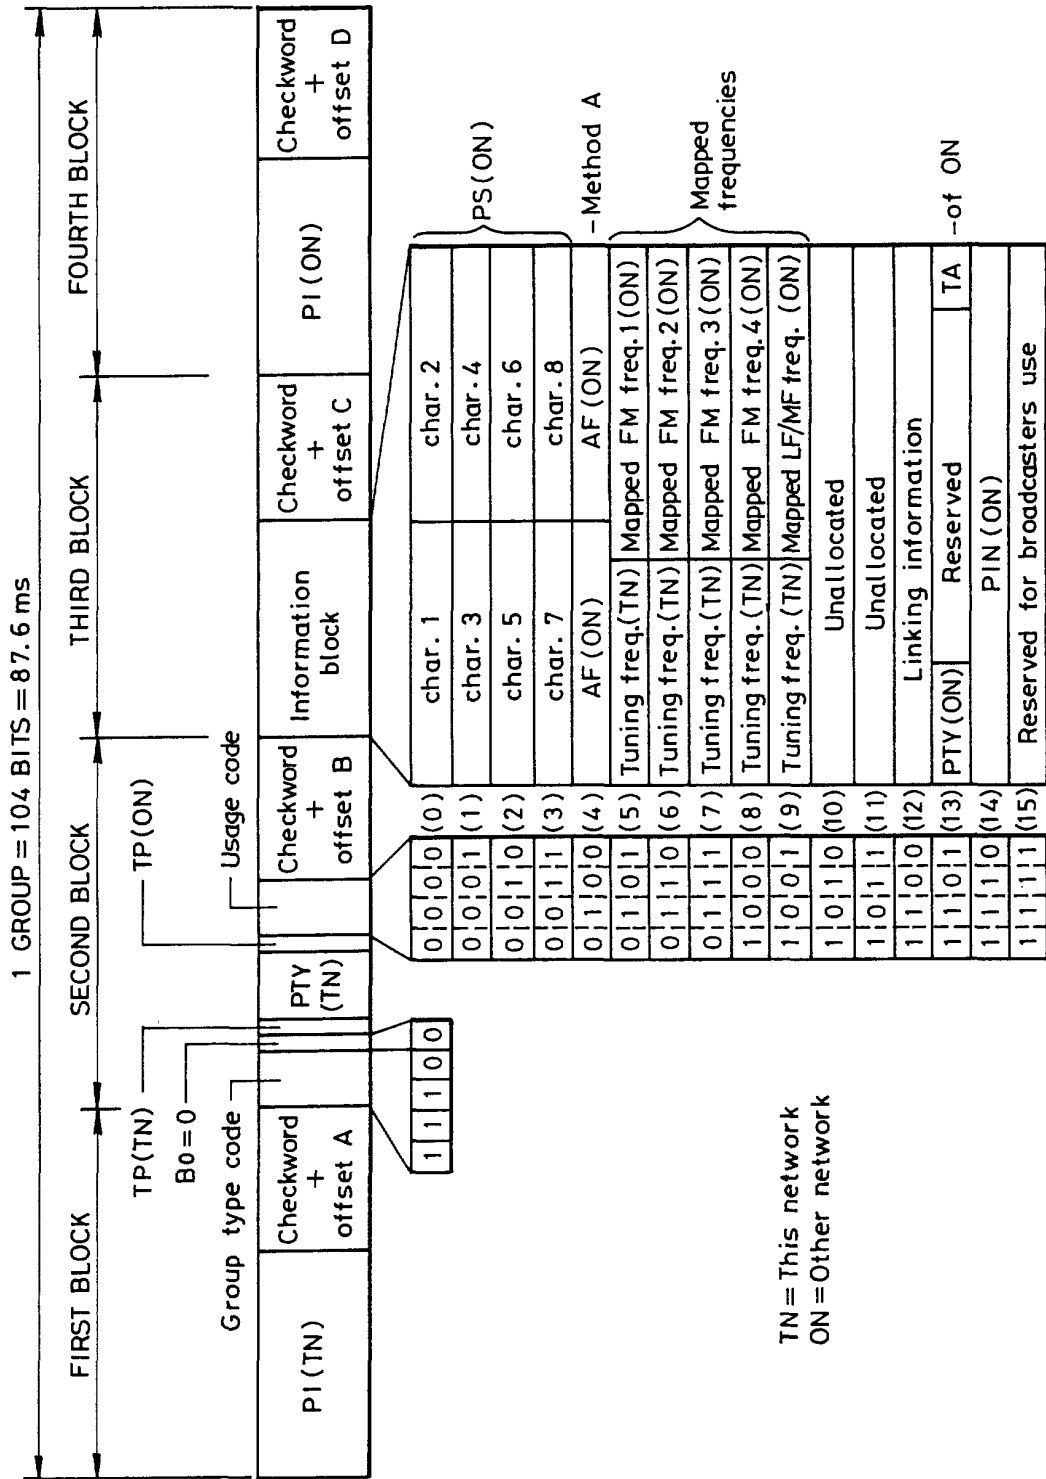 1 GROUP = 104 BITS = 87.6 ms
FIRST BLOCK SECOND BLOCK THIRD BLOCK FOURTH BLOCK
TP(TN) TP(ON)
B0=0
Group type code Usage code
PI(TN)
Checkword
+
offset A
PTY
(TN)
Checkword
+
offset B
Information
block
Checkword
+
offset C
PI(ON)
Checkword
+
offset D
1 1 1 0 0
0 0 0 0 (0) char. 1 char. 2
0 0 0 1 (1) char. 3 char. 4
0 0 1 0 (2) char. 5 char. 6
0 0 1 1 (3) char. 7 char. 8
PS(ON)
0 1 0 0 (4) AF(ON) AF(ON) -Method A
0 1 0 1 (5) Tuning freq.(TN) Mapped FM freq.1(ON)
0 1 1 0 (6) Tuning freq.(TN) Mapped FM freq.2(ON)
0 1 1 1 (7) Tuning freq.(TN) Mapped FM freq.3(ON)
1 0 0 0 (8) Tuning freq.(TN) Mapped FM freq.4(ON)
1 0 0 1 (9) Tuning freq.(TN) Mapped LF/MF freq. (ON)
Mapped
frequencies
1 0 1 0 (10) Unallocated
1 0 1 1 (11) Unallocated
1 1 0 0 (12) Linking information
1 1 0 1 (13) PTY(ON) Reserved TA -of ON
1 1 1 0 (14) PIN(ON)
1 1 1 1 (15) Reserved for broadcasters use
TN=This network
ON=Other network